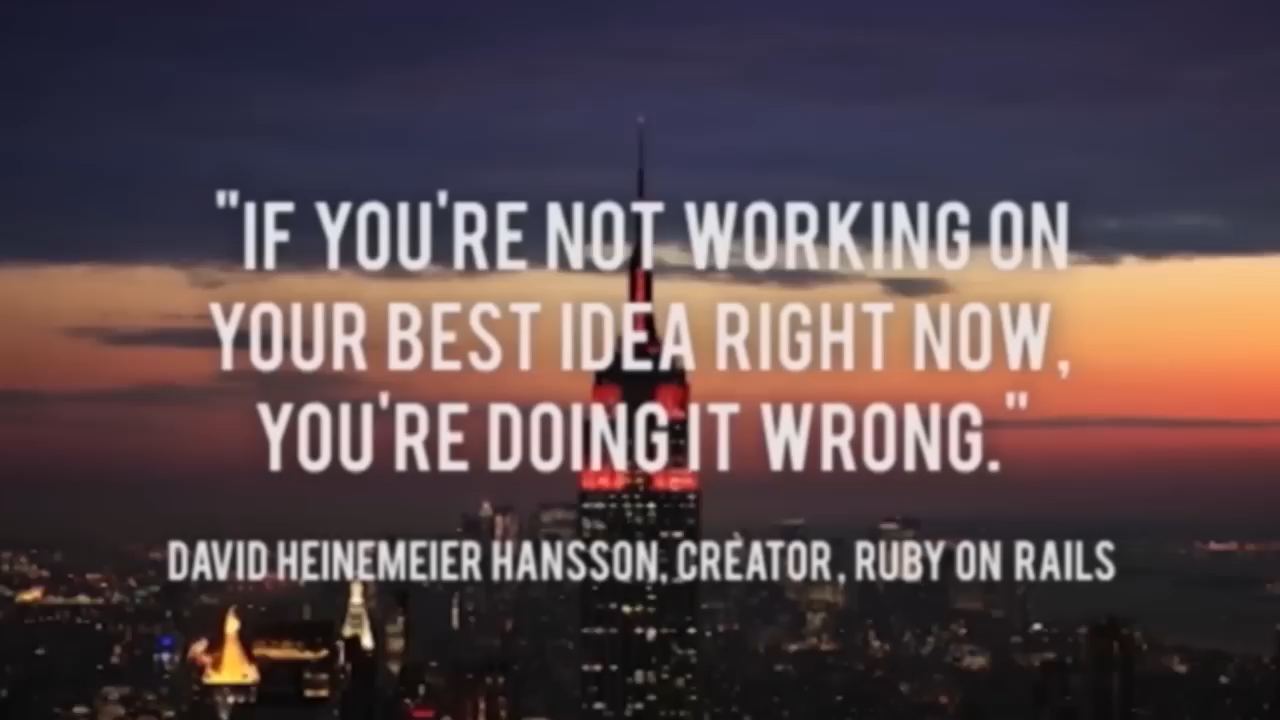 "IF YOU'RE NOT WORKING ON
YOUR BEST IDEA RIGHT NOW,
YOU'RE DOING IT WRONG."
DAVID HEINEMEIER HANSSON, CREATOR, RUBY ON RAILS